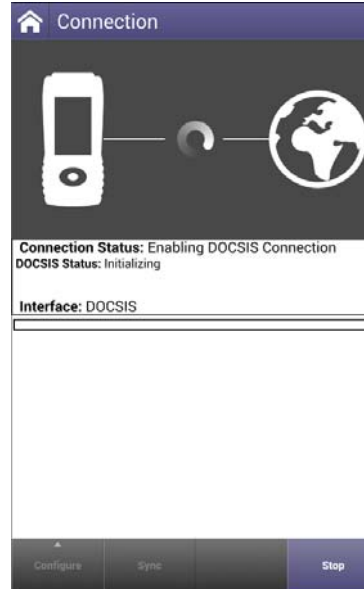 Connection
Connection Status: Enabling DOCSIS Connection
DOCSIS Status: Initializing
Interface: DOCSIS
Configure Sync Stop